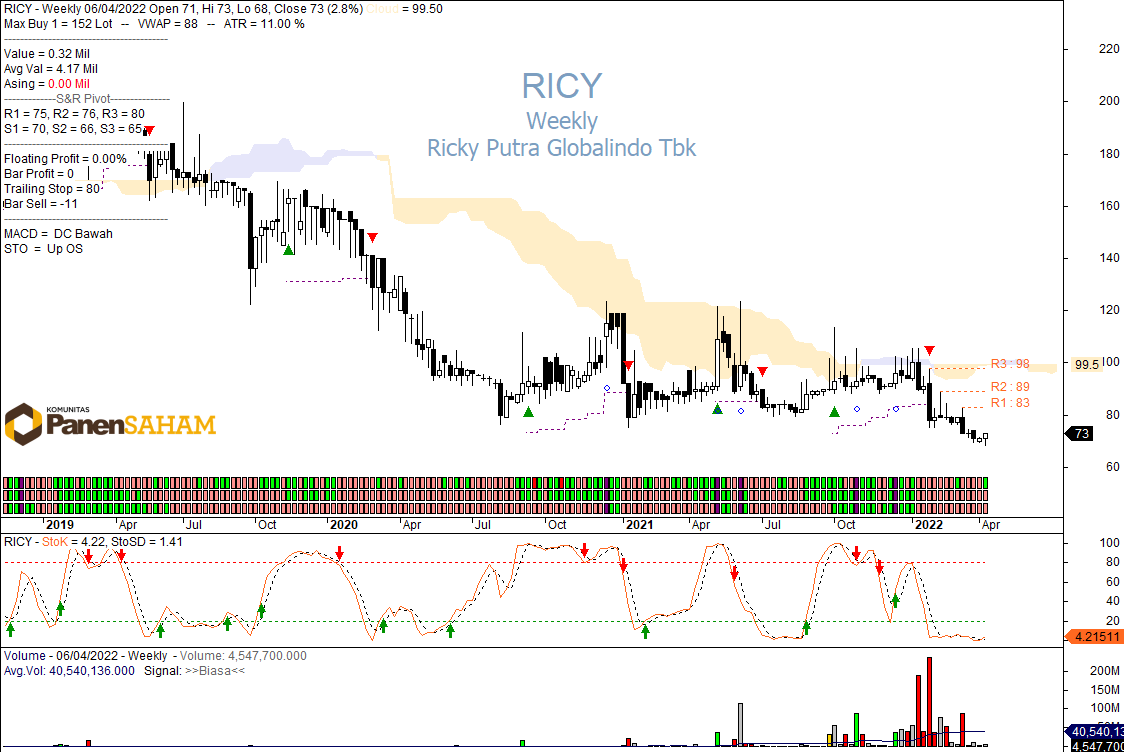 RICY - Weekly 06/04/2022 Open 71, Hi 73, Lo 68, Close 73 (2.8%) Cloud = 99.50
Max Buy 1 = 152 Lot -- VWAP = 88 -- ATR = 11.00 %
Value = 0.32 Mil
Avg Val = 4.17 Mil
Asing = 0.00 Mil
S&R Pivot
R1 = 75, R2 = 76, R3 = 80
S1 = 70, S2 = 66, S3 = 65
Floating Profit = 0.00%
Bar Profit = 0
Trailing Stop = 80
Bar Sell = -11
MACD = DC Bawah
STO = Up OS
RICY
Weekly
Ricky Putra Globalindo Tbk
KOMUNITAS
PanenSAHAM
R3 : 98
R2 : 89
R1 : 83
220
200
180
160
140
120
100
99.5
80
73
60
2019 Apr Jul Oct 2020 Apr Jul Oct 2021 Apr Jul Oct 2022 Apr
RICY - StoK = 4.22, StoSD = 1.41
100
80
60
40
20
4.21511
Volume - 06/04/2022 - Weekly - Volume: 4,547,700.000
Avg.Vol: 40,540,136.000 Signal: >>Biasa<<
200M
150M
100M
40,540,13
4,547,700